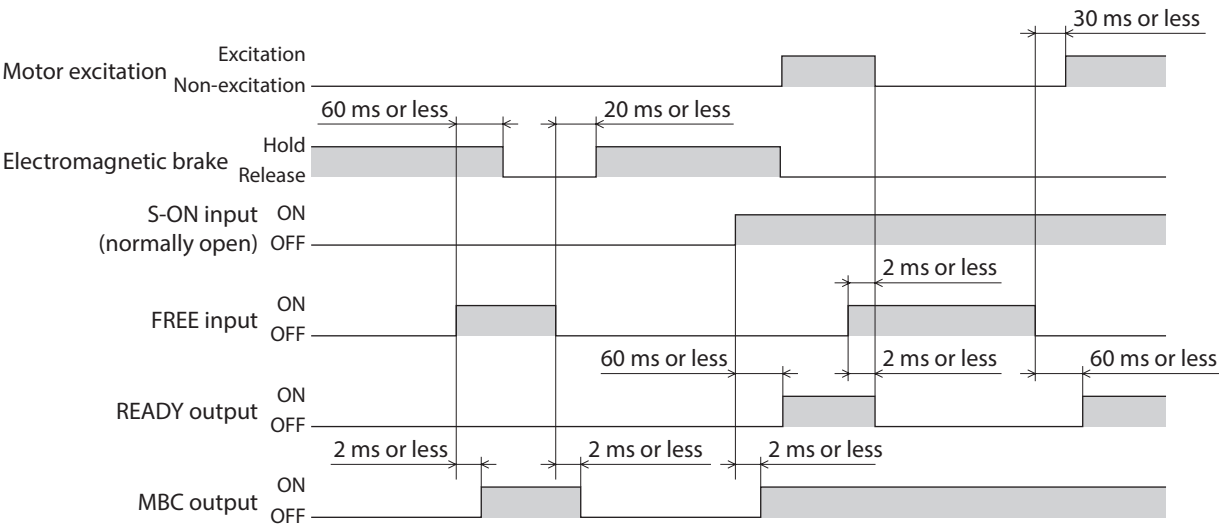 30 ms or less
Motor excitation
Excitation
Non-excitation
60 ms or less
20 ms or less
Electromagnetic brake
Hold
Release
S-ON input
(normally open)
ON
OFF
2 ms or less
FREE input
ON
OFF
60 ms or less
2 ms or less
60 ms or less
READY output
ON
OFF
2 ms or less
2 ms or less
2 ms or less
MBC output
ON
OFF